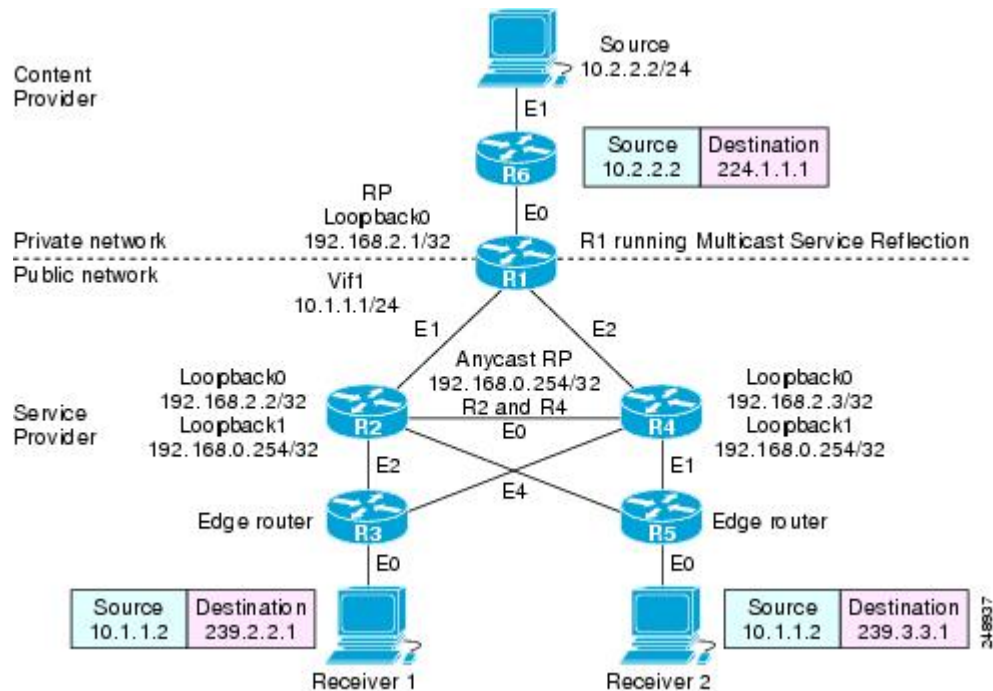 Source
10.2.2.2/24
Content
Provider
E1
Source
10.2.2.2
Destination
224.1.1.1
R6
RP
Loopback0
192.168.2.1/32
E0
Private network
R1 running Multicast Service Reflection
Public network
R1
Vif1
10.1.1.1/24
E1
E2
Anycast RP
192.168.0.254/32
R2 and R4
Loopback0
192.168.2.2/32
Loopback1
192.168.0.254/32
Loopback0
192.168.2.3/32
Loopback1
192.168.0.254/32
Service
Provider
R2
E0
R4
E2
E4
E1
Edge router
R3
R5
Edge router
E0
E0
Source
10.1.1.2
Destination
239.2.2.1
Source
10.1.1.2
Destination
239.3.3.1
Receiver 1
Receiver 2
248937